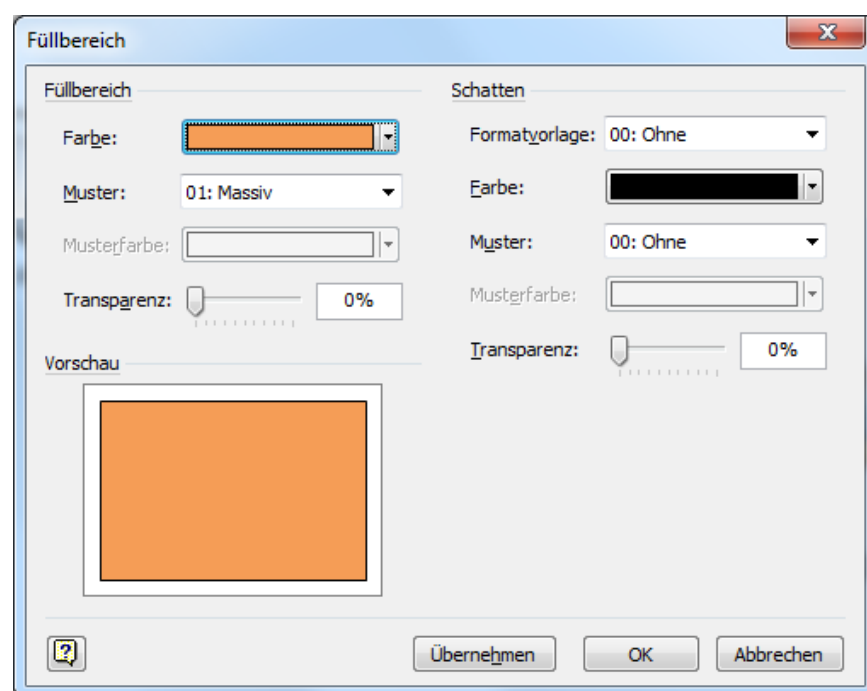 Füllbereich
Füllbereich
Farbe:
Muster: 01: Massiv
Musterfarbe:
Transparenz: 0%
Vorschau
Schatten
Formatvorlage: 00: Ohne
Farbe:
Muster: 00: Ohne
Musterfarbe:
Transparenz: 0%
Übernehmen OK Abbrechen